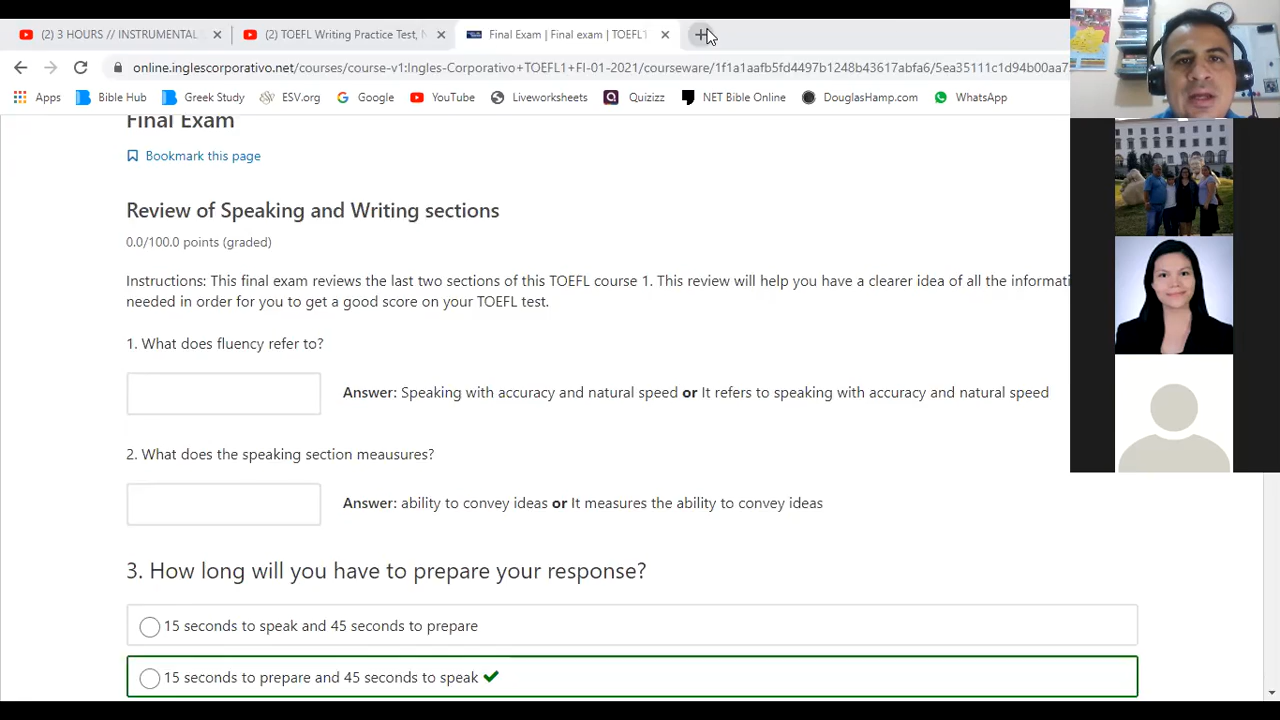 (2) 3 HOURS // INSTRUMENTAL
(2) TOEFL Writing Practice Test,
Final Exam | Final exam | TOEFL1
online.inglescorporativo.net/courses/course-v1:Ingles_Corporativo+TOEFL1+FI-01-2021/courseware/
Apps
Bible Hub
Greek Study
ESV.org
Google
YouTube
Liveworksheets
Quizizz
NET Bible Online
DouglasHamp.com
WhatsApp
Final Exam
Bookmark this page
Review of Speaking and Writing sections
0.0/100.0 points (graded)
Instructions: This final exam reviews the last two sections of this TOEFL course 1. This review will help you have a clearer idea of all the informati
needed in order for you to get a good score on your TOEFL test.
1. What does fluency refer to?
Answer: Speaking with accuracy and natural speed or It refers to speaking with accuracy and natural speed
2. What does the speaking section meausures?
Answer: ability to convey ideas or It measures the ability to convey ideas
3. How long will you have to prepare your response?
15 seconds to speak and 45 seconds to prepare
15 seconds to prepare and 45 seconds to speak